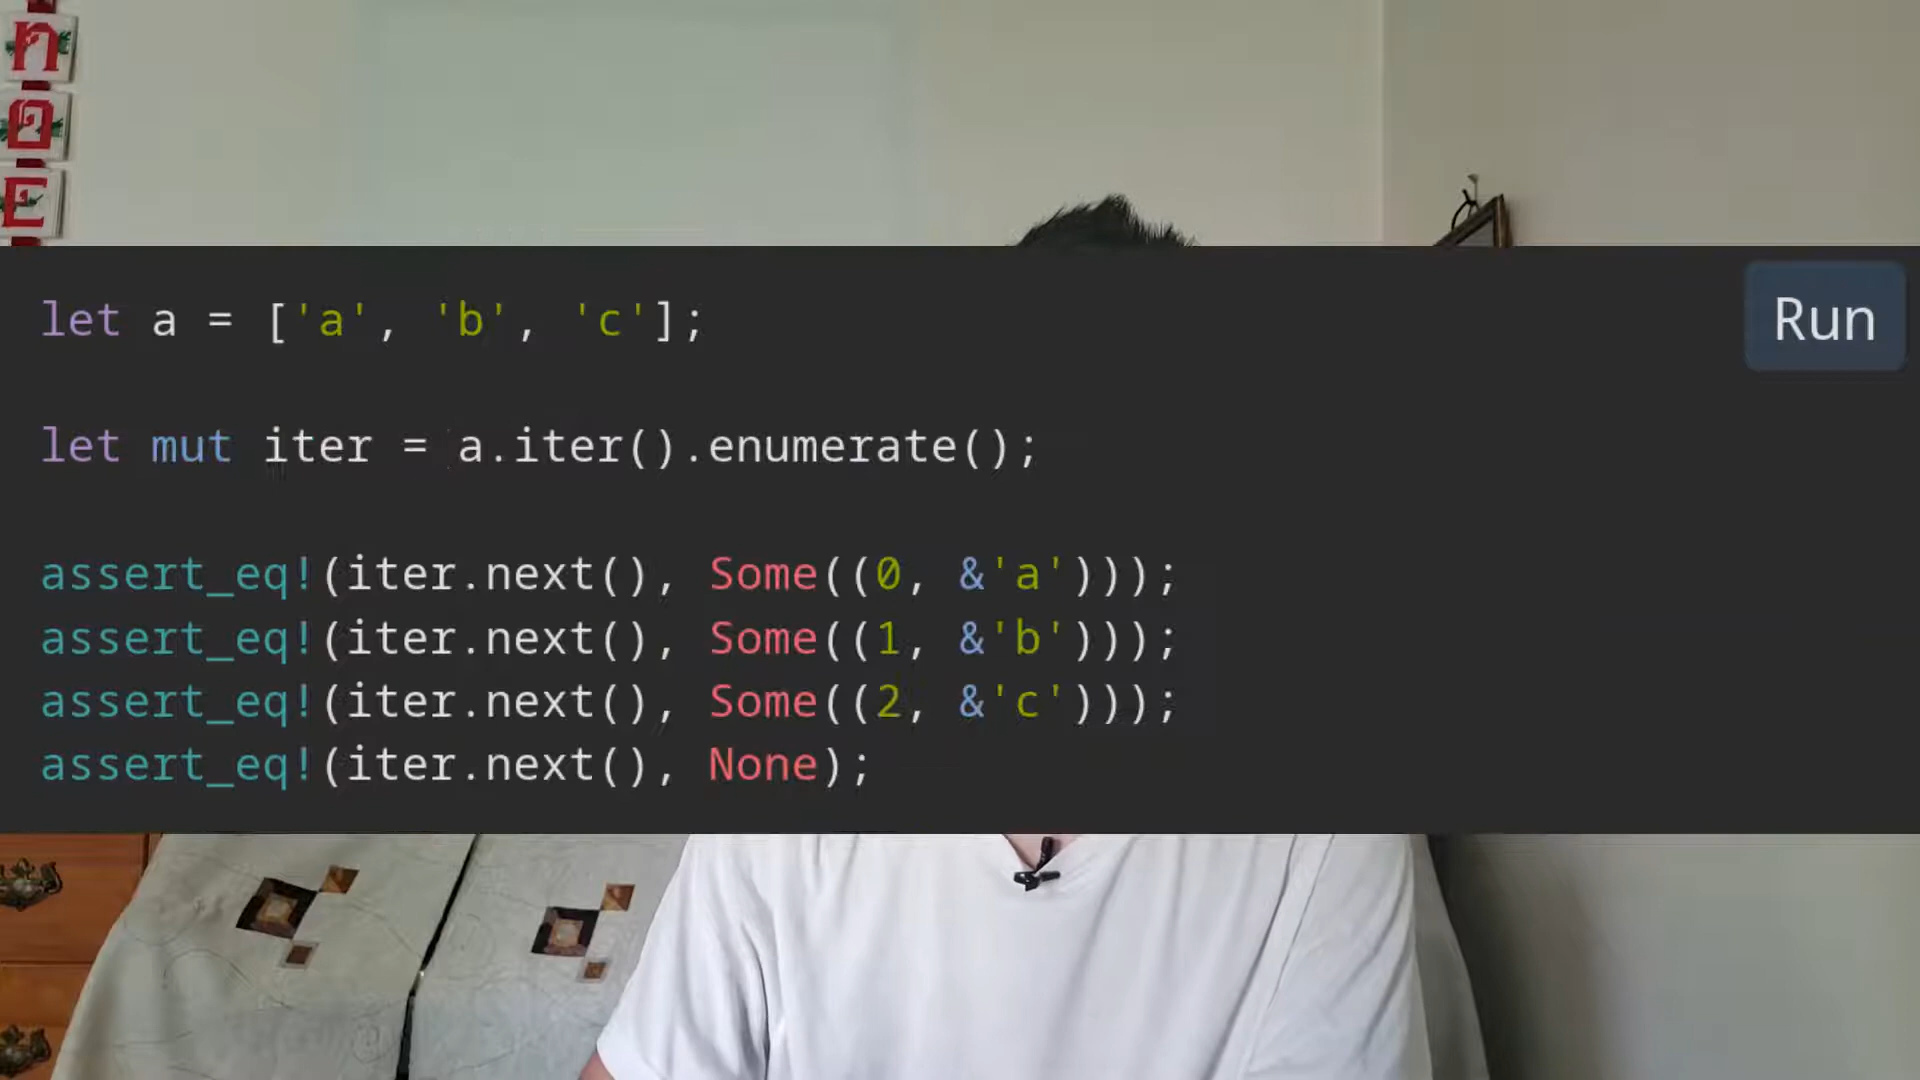 n
o
E
let a = ['a', 'b', 'c'];
Run
let mut iter = a.iter().enumerate();
assert_eq!(iter.next(), Some((0, &'a')));
assert_eq!(iter.next(), Some((1, &'b')));
assert_eq!(iter.next(), Some((2, &'c')));
assert_eq!(iter.next(), None);